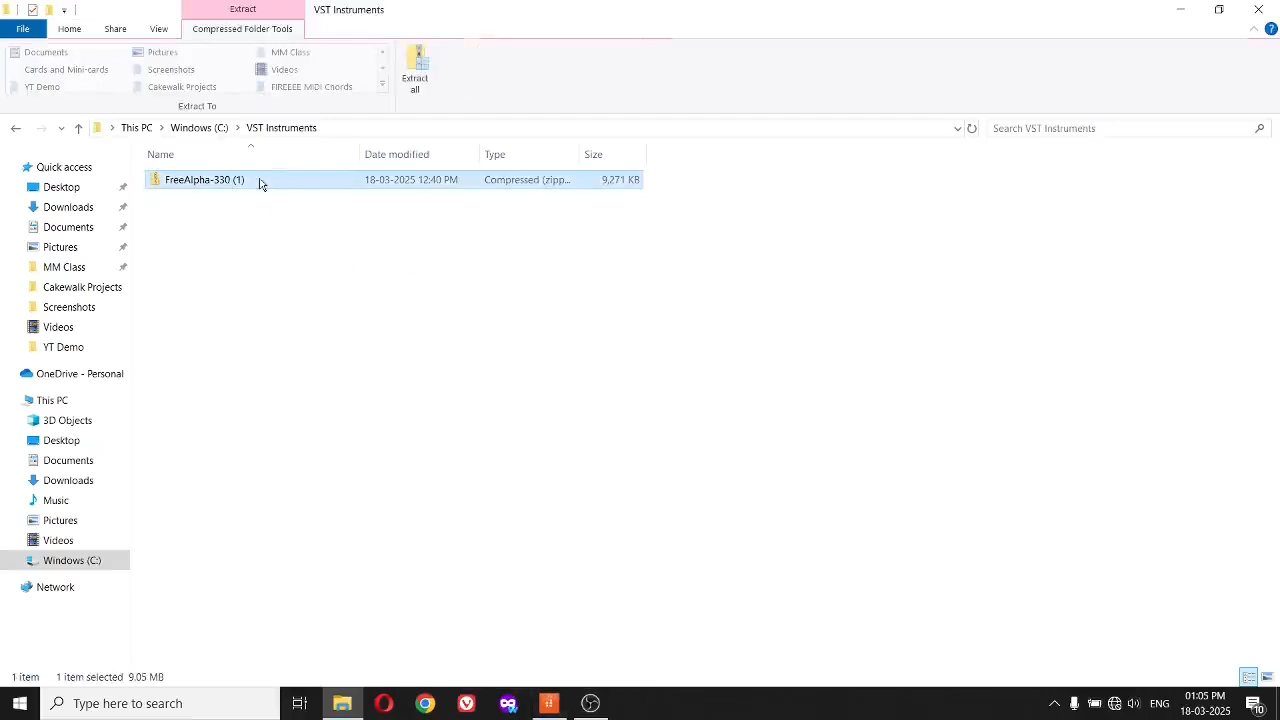 Extract
VST Instruments
File
Home
Share
View
Compressed Folder Tools
Documents
Pictures
MM Class
Cards and Mini-cards
Screenshots
Videos
YT Demo
Cakewalk Projects
FIREEEE MIDI Chords
Extract To
Extract all
This PC
Windows (C:)
VST Instruments
Search VST Instruments
Name
Date modified
Type
Size
FreeAlpha-330 (1)
18-03-2025 12:40 PM
Compressed (zipp...
9,271 KB
Quick access
Desktop
Downloads
Documents
Pictures
MM Class
Cakewalk Projects
Screenshots
Videos
YT Demo
OneDrive - Personal
This PC
3D Objects
Desktop
Documents
Downloads
Music
Pictures
Videos
Windows (C:)
Network
1 item
1 item selected 9.05 MB
Type here to search
ENG
01:05 PM
18-03-2025
10